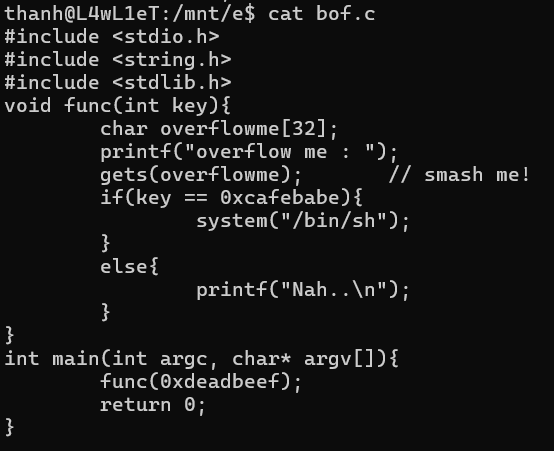 thanh@L4wL1eT:/mnt/e$ cat bof.c
#include <stdio.h>
#include <string.h>
#include <stdlib.h>
void func(int key){
        char overflowme[32];
        printf("overflow me : ");
        gets(overflowme);       // smash me!
        if(key == 0xcafebabe){
                system("/bin/sh");
        }
        else{
                printf("Nah..\n");
        }
}
int main(int argc, char* argv[]){
        func(0xdeadbeef);
        return 0;
}